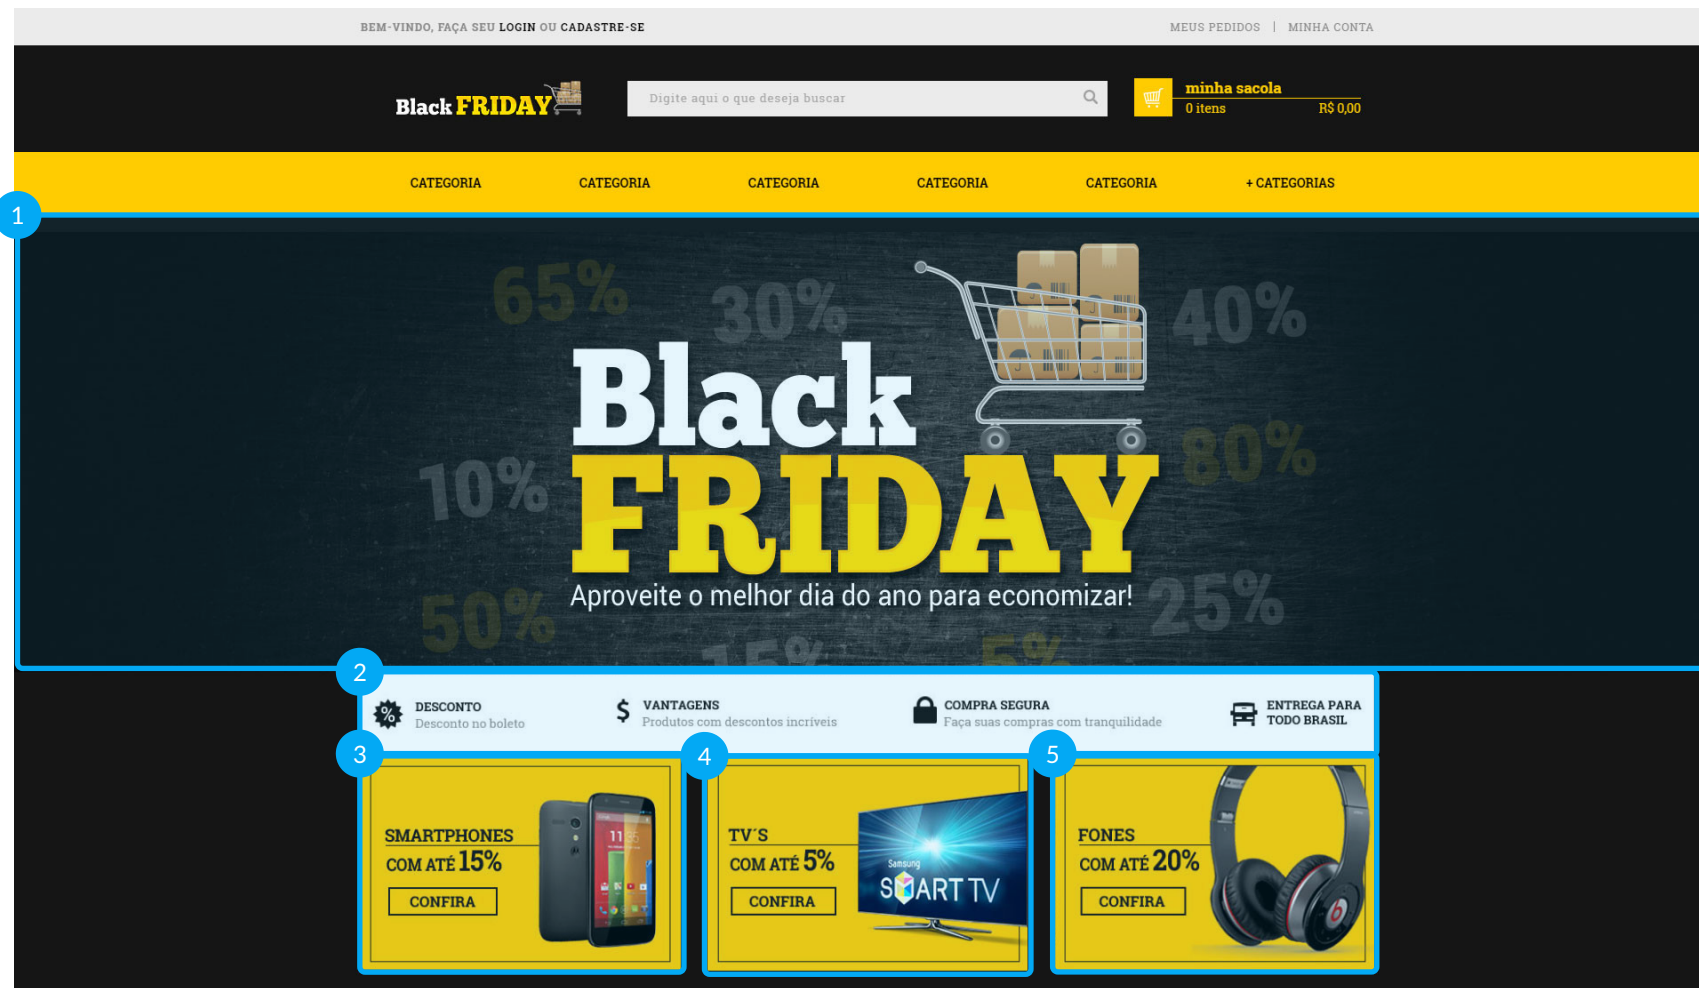 BEM-VINDO, FAÇA SEU LOGIN OU CADASTRE-SE
MEUS PEDIDOS | MINHA CONTA
Black FRIDAY
Digite aqui o que deseja buscar
minha sacola
0 itens R$ 0,00
CATEGORIA CATEGORIA CATEGORIA CATEGORIA CATEGORIA + CATEGORIAS
1
65%
30%
40%
Black
80%
10%
FRIDAY
Aproveite o melhor dia do ano para economizar!
50%
25%
15%
5%
2
DESCONTO
Desconto no boleto
VANTAGENS
Produtos com descontos incríveis
COMPRA SEGURA
Faça suas compras com tranquilidade
ENTREGA PARA
TODO BRASIL
3
SMARTPHONES
COM ATÉ 15%
CONFIRA
4
TV´S
COM ATÉ 5%
CONFIRA
Samsung
SMART TV
5
FONES
COM ATÉ 20%
CONFIRA
b